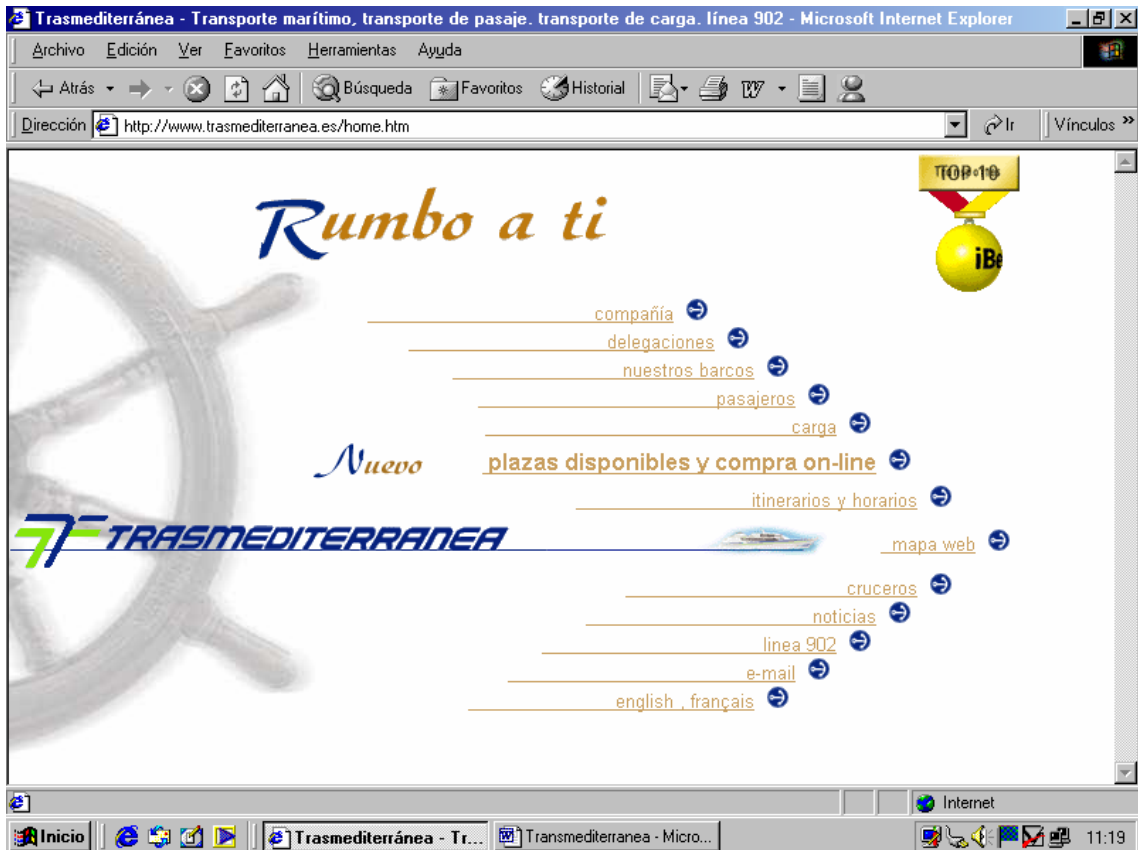 Trasmediterránea - Transporte marítimo, transporte de pasaje. transporte de carga. línea 902 - Microsoft Internet Explorer
Archivo Edición Ver Favoritos Herramientas Ayuda
Atrás Búsqueda Favoritos Historial
Dirección http://www.trasmediterranea.es/home.htm Ir Vínculos »
TOP 10
Rumbo a ti
iBe
compañía
delegaciones
nuestros barcos
pasajeros
carga
Nuevo plazas disponibles y compra on-line
itinerarios y horarios
TRASMEDITERRANEA
mapa web
cruceros
noticias
linea 902
e-mail
english , français
Internet
Inicio Trasmediterránea - Tr... Transmediterranea - Micro... 11:19